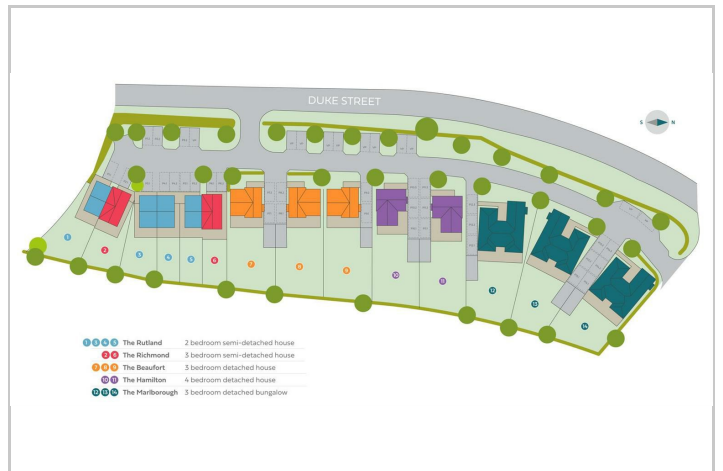 DUKE STREET
S N
1
2
3
4
5
6
7
8
9
10
11
12
13
14
1 3 4 5 The Rutland 2 bedroom semi-detached house
2 6 The Richmond 3 bedroom semi-detached house
7 8 9 The Beaufort 3 bedroom detached house
10 11 The Hamilton 4 bedroom detached house
12 13 14 The Marlborough 3 bedroom detached bungalow